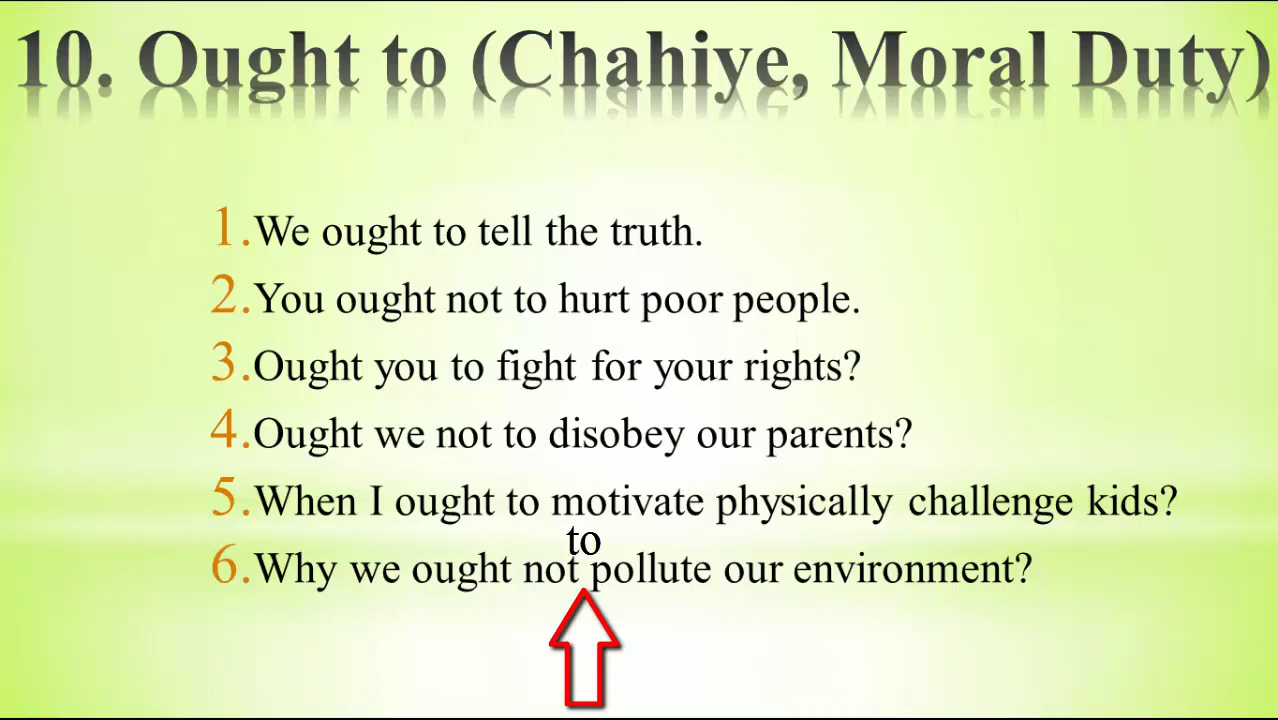 10. Ought to (Chahiye, Moral Duty)
1.We ought to tell the truth.
2.You ought not to hurt poor people.
3.Ought you to fight for your rights?
4.Ought we not to disobey our parents?
5.When I ought to motivate physically challenge kids?
to
6.Why we ought not pollute our environment?